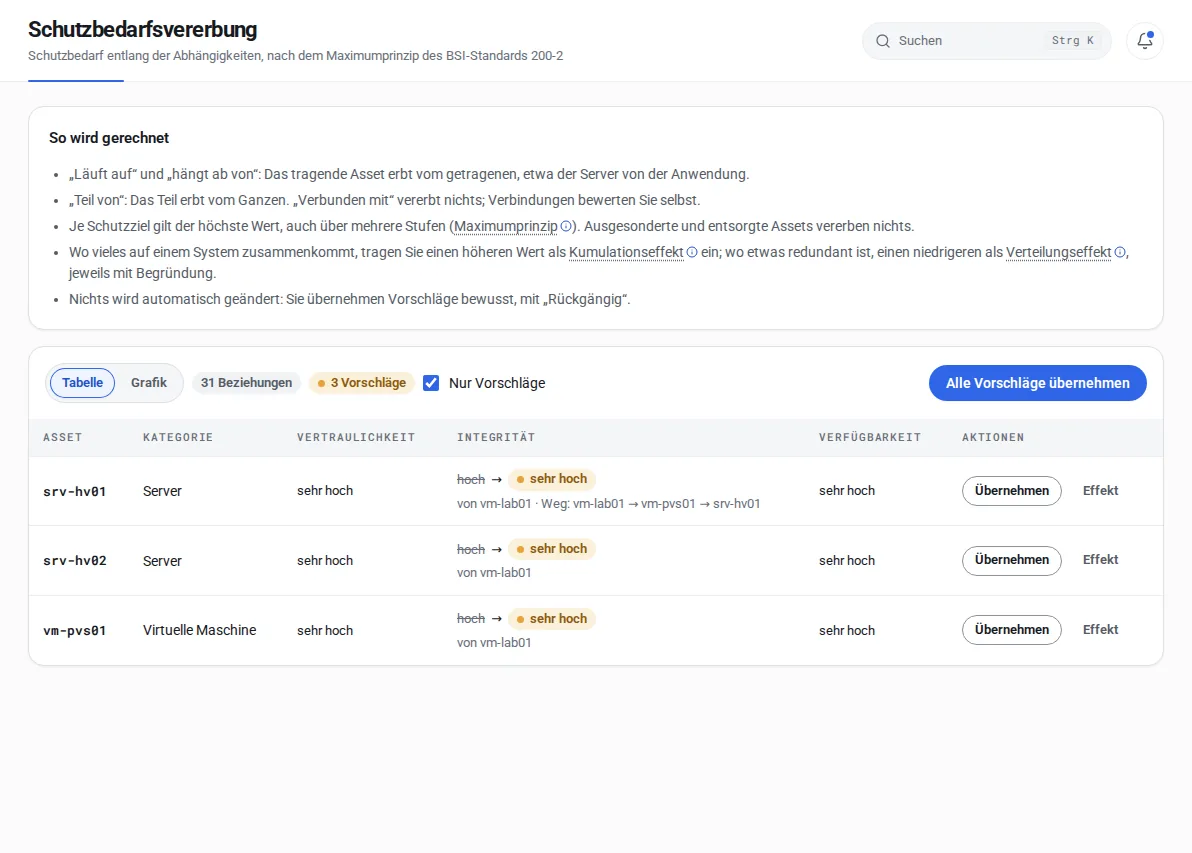 Schutzbedarfsvererbung
Schutzbedarf entlang der Abhängigkeiten, nach dem Maximumprinzip des BSI-Standards 200-2
Suchen
Strg K
So wird gerechnet
• „Läuft auf“ und „hängt ab von“: Das tragende Asset erbt vom getragenen, etwa der Server von der Anwendung.
• „Teil von“: Das Teil erbt vom Ganzen. „Verbunden mit“ vererbt nichts; Verbindungen bewerten Sie selbst.
• Je Schutzziel gilt der höchste Wert, auch über mehrere Stufen (Maximumprinzip). Ausgesonderte und entsorgte Assets vererben nichts.
• Wo vieles auf einem System zusammenkommt, tragen Sie einen höheren Wert als Kumulationseffekt ein; wo etwas redundant ist, einen niedrigeren als Verteilungseffekt,
jeweils mit Begründung.
• Nichts wird automatisch geändert: Sie übernehmen Vorschläge bewusst, mit „Rückgängig“.
Tabelle Grafik 31 Beziehungen 3 Vorschläge Nur Vorschläge Alle Vorschläge übernehmen
ASSET KATEGORIE VERTRAULICHKEIT INTEGRITÄT VERFÜGBARKEIT AKTIONEN
srv-hv01 Server sehr hoch hoch → sehr hoch sehr hoch Übernehmen Effekt
von vm-lab01 · Weg: vm-lab01 → vm-pvs01 → srv-hv01
srv-hv02 Server sehr hoch hoch → sehr hoch sehr hoch Übernehmen Effekt
von vm-lab01
vm-pvs01 Virtuelle Maschine sehr hoch hoch → sehr hoch sehr hoch Übernehmen Effekt
von vm-lab01